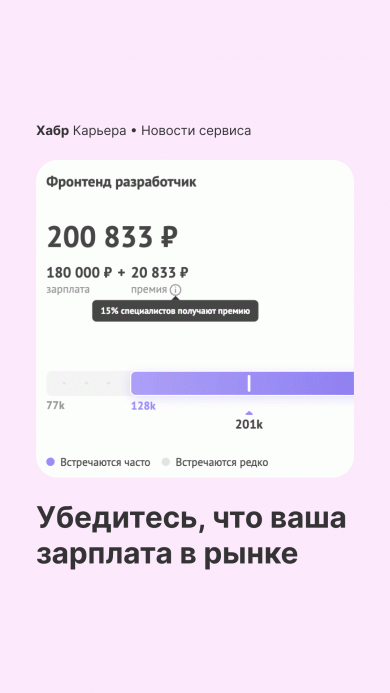 Хабр Карьера • Новости сервиса
Фронтенд разработчик
200 833 ₽
180 000 ₽ + 20 833 ₽
зарплата премия
15% специалистов получают премию
77k 128k
201k
Встречаются часто Встречаются редко
Убедитесь, что ваша
зарплата в рынке